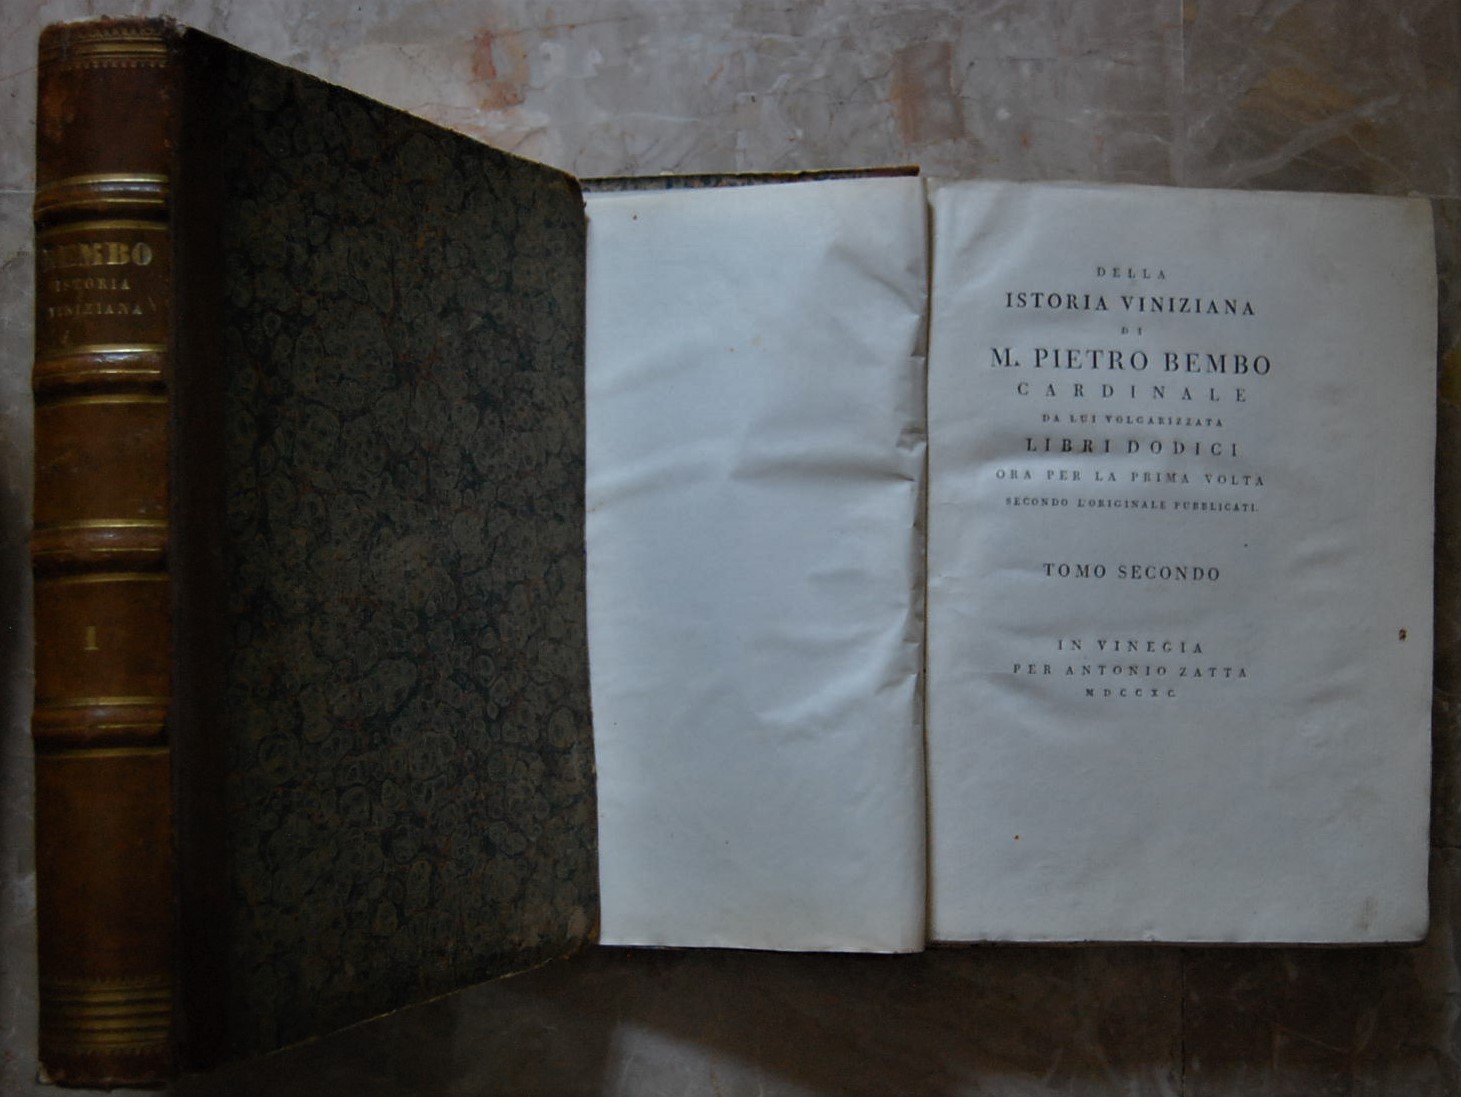 BEMBO
ISTORIA
VINIZIANA
1
DELLA
ISTORIA VINIZIANA
DI
M. PIETRO BEMBO
CARDINALE
DA LUI VOLGARIZZATA
LIBRI DODICI
ORA PER LA PRIMA VOLTA
SECONDO L'ORIGINALE PUBBLICATI.
TOMO SECONDO
IN VINEGIA
PER ANTONIO ZATTA
MDCCXC.